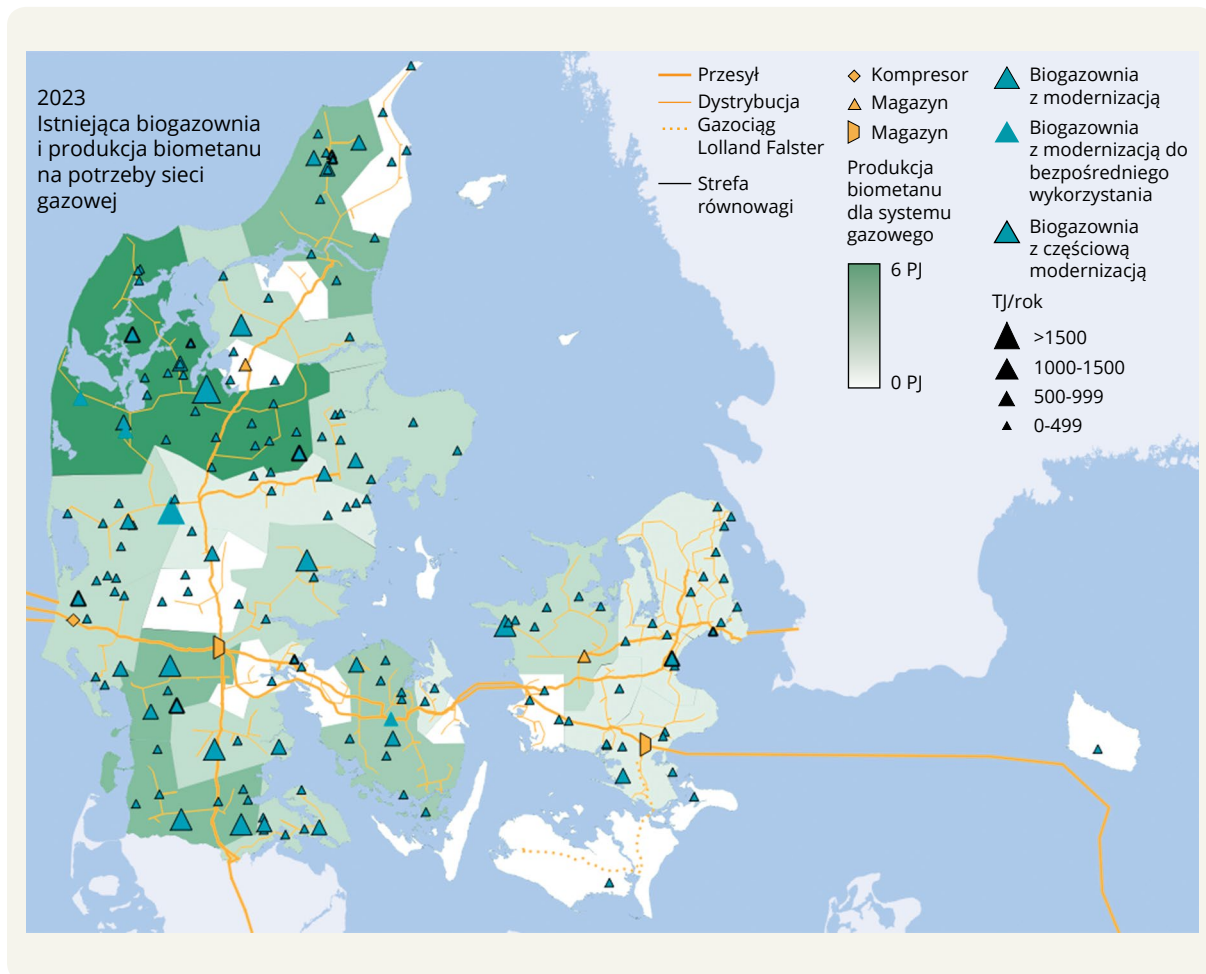 2023
Istniejąca biogazownia
i produkcja biometanu
na potrzeby sieci
gazowej
Przesył
Dystrybucja
Gazociąg
Lolland Falster
Strefa
równowagi
Kompresor
Magazyn
Magazyn
Produkcja
biometanu
dla systemu
gazowego
6 PJ
0 PJ
Biogazownia
z modernizacją
Biogazownia
z modernizacją do
bezpośredniego
wykorzystania
Biogazownia
z częściową
modernizacją
TJ/rok
>1500
1000-1500
500-999
0-499